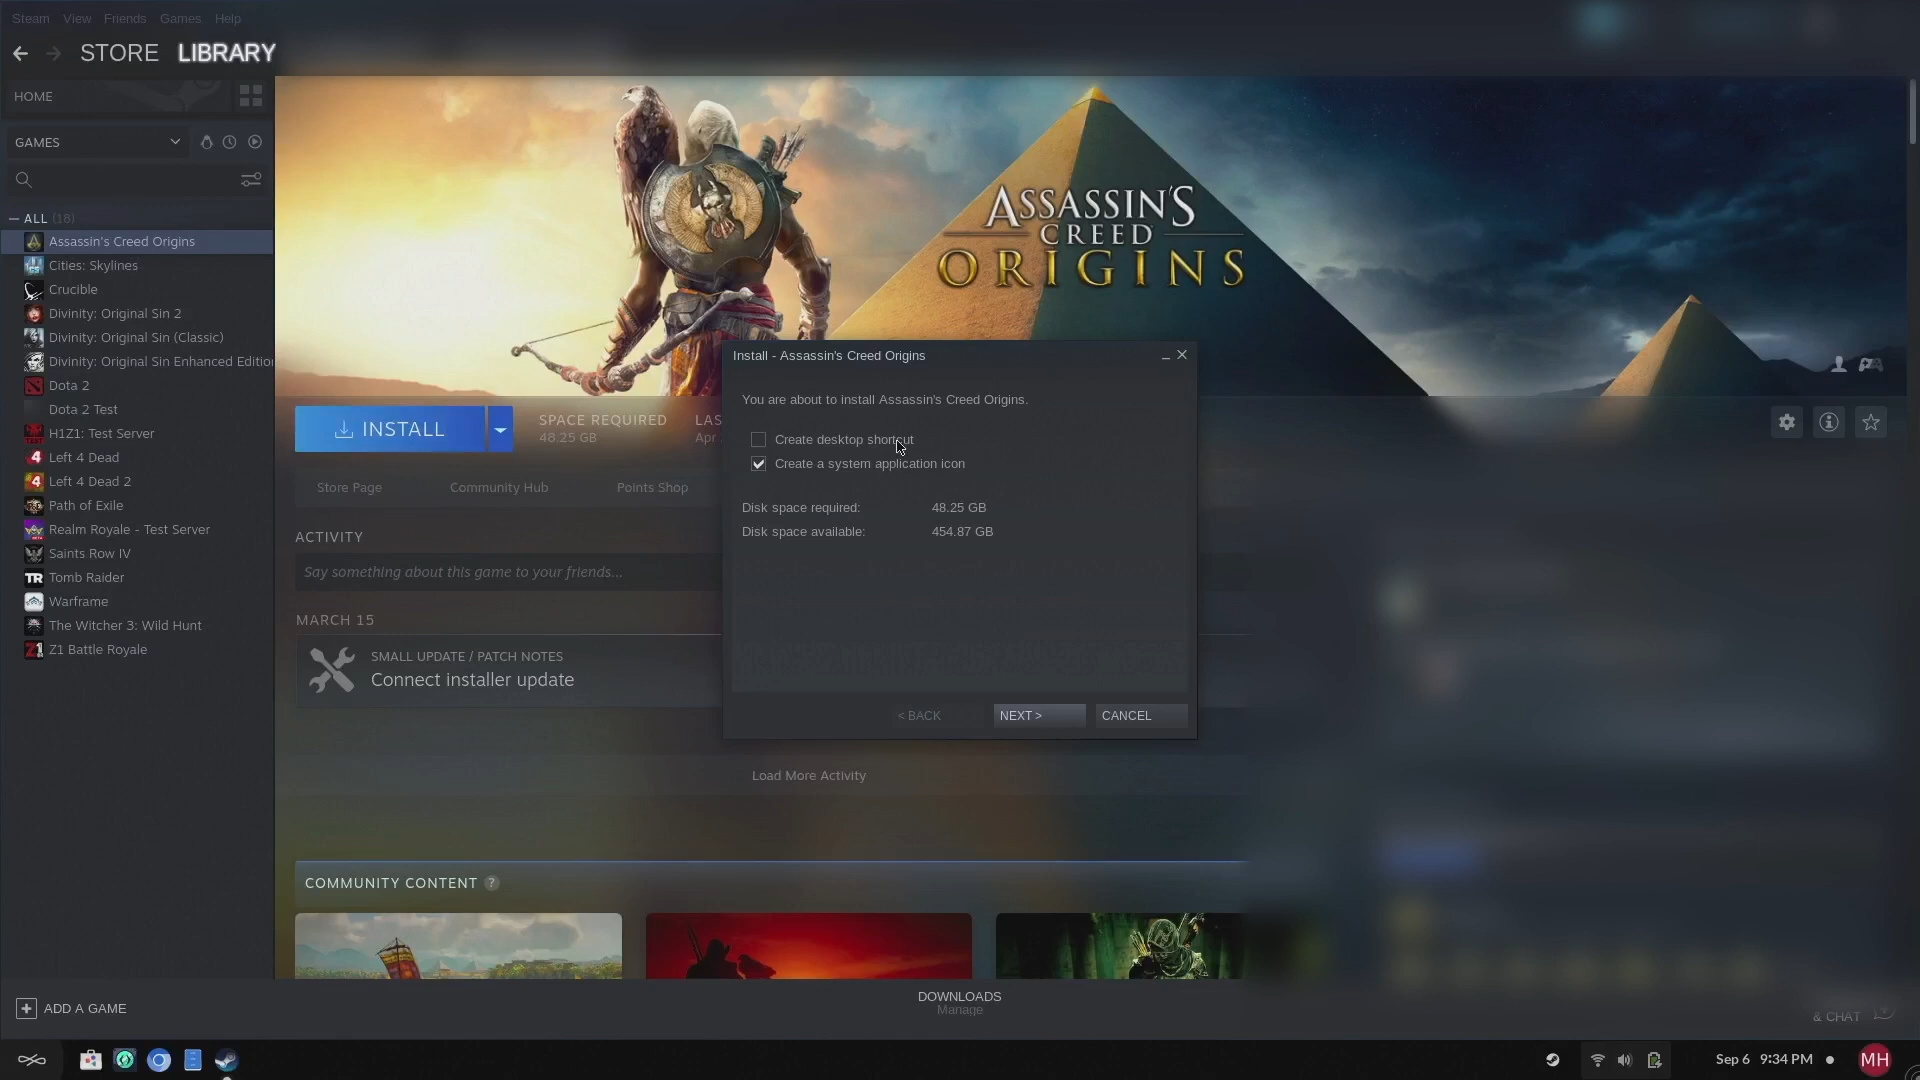 Steam View Friends Games Help
STORE LIBRARY
HOME
GAMES
ALL (18)
Assassin's Creed Origins
Cities: Skylines
Crucible
Divinity: Original Sin 2
Divinity: Original Sin (Classic)
Divinity: Original Sin Enhanced Editio
Dota 2
Dota 2 Test
H1Z1: Test Server
Left 4 Dead
Left 4 Dead 2
Path of Exile
Realm Royale - Test Server
Saints Row IV
Tomb Raider
Warframe
The Witcher 3: Wild Hunt
Z1 Battle Royale
ASSASSIN'S
CREED
ORIGINS
INSTALL
SPACE REQUIRED
48.25 GB
LAS
Apr
Store Page Community Hub Points Shop
ACTIVITY
Say something about this game to your friends...
MARCH 15
SMALL UPDATE / PATCH NOTES
Connect installer update
Load More Activity
COMMUNITY CONTENT ?
Install - Assassin's Creed Origins
You are about to install Assassin's Creed Origins.
Create desktop shortcut
Create a system application icon
Disk space required: 48.25 GB
Disk space available: 454.87 GB
< BACK NEXT > CANCEL
ADD A GAME
DOWNLOADS
Manage
& CHAT
Sep 6 9:34 PM
MH